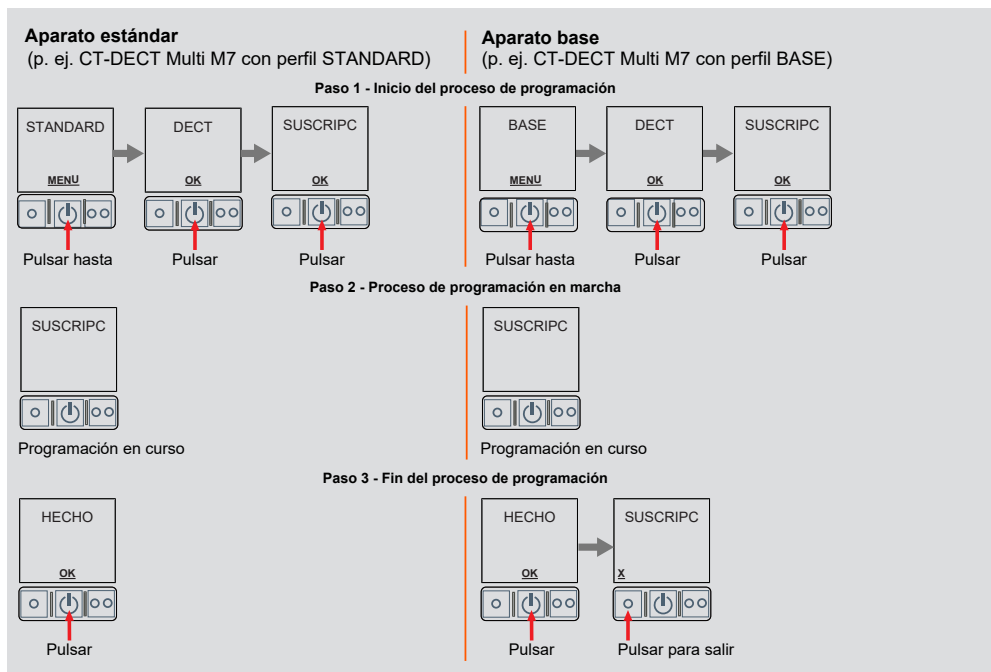 Aparato estándar
(p. ej. CT-DECT Multi M7 con perfil STANDARD)
Aparato base
(p. ej. CT-DECT Multi M7 con perfil BASE)
Paso 1 - Inicio del proceso de programación
STANDARD
MENU
DECT
OK
SUSCRIPC
OK
BASE
MENU
DECT
OK
SUSCRIPC
OK
Pulsar hasta
Pulsar
Pulsar
Pulsar hasta
Pulsar
Pulsar
Paso 2 - Proceso de programación en marcha
SUSCRIPC
SUSCRIPC
Programación en curso
Programación en curso
Paso 3 - Fin del proceso de programación
HECHO
OK
HECHO
OK
SUSCRIPC
X
Pulsar
Pulsar
Pulsar para salir